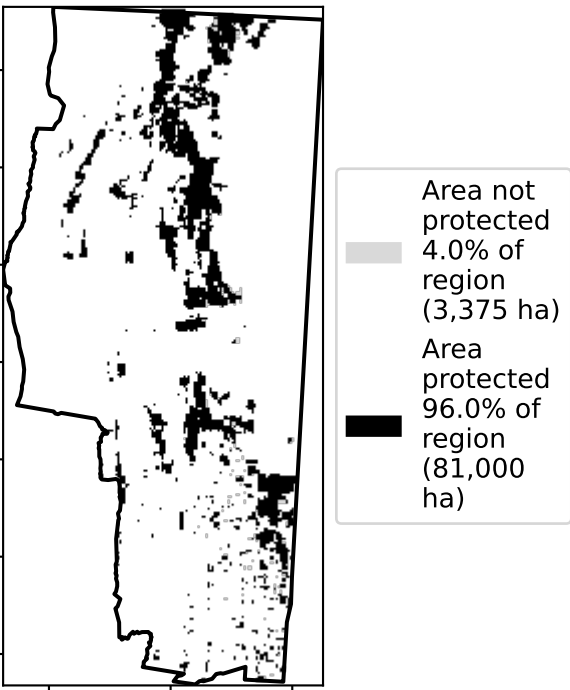 Area not
protected
4.0% of
region
(3,375 ha)
Area
protected
96.0% of
region
(81,000
ha)